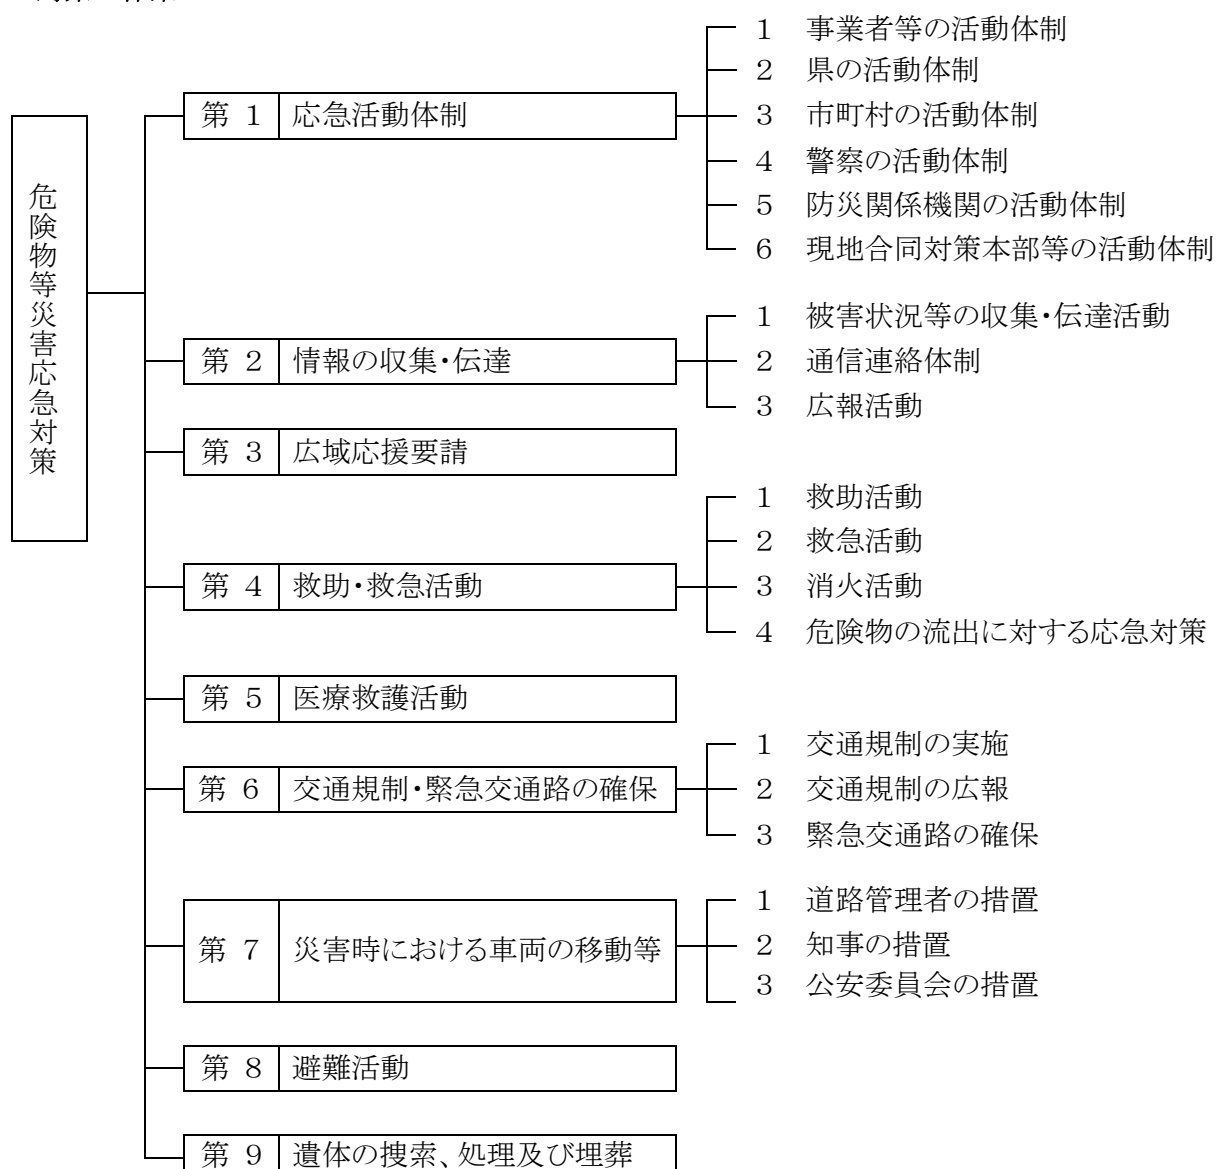 危険物等災害応急対策
第 1 応急活動体制
1 事業者等の活動体制
2 県の活動体制
3 市町村の活動体制
4 警察の活動体制
5 防災関係機関の活動体制
6 現地合同対策本部等の活動体制
第 2 情報の収集・伝達
1 被害状況等の収集・伝達活動
2 通信連絡体制
3 広報活動
第 3 広域応援要請
第 4 救助・救急活動
1 救助活動
2 救急活動
3 消火活動
4 危険物の流出に対する応急対策
第 5 医療救護活動
第 6 交通規制・緊急交通路の確保
1 交通規制の実施
2 交通規制の広報
3 緊急交通路の確保
第 7 災害時における車両の移動等
1 道路管理者の措置
2 知事の措置
3 公安委員会の措置
第 8 避難活動
第 9 遺体の捜索、処理及び埋葬